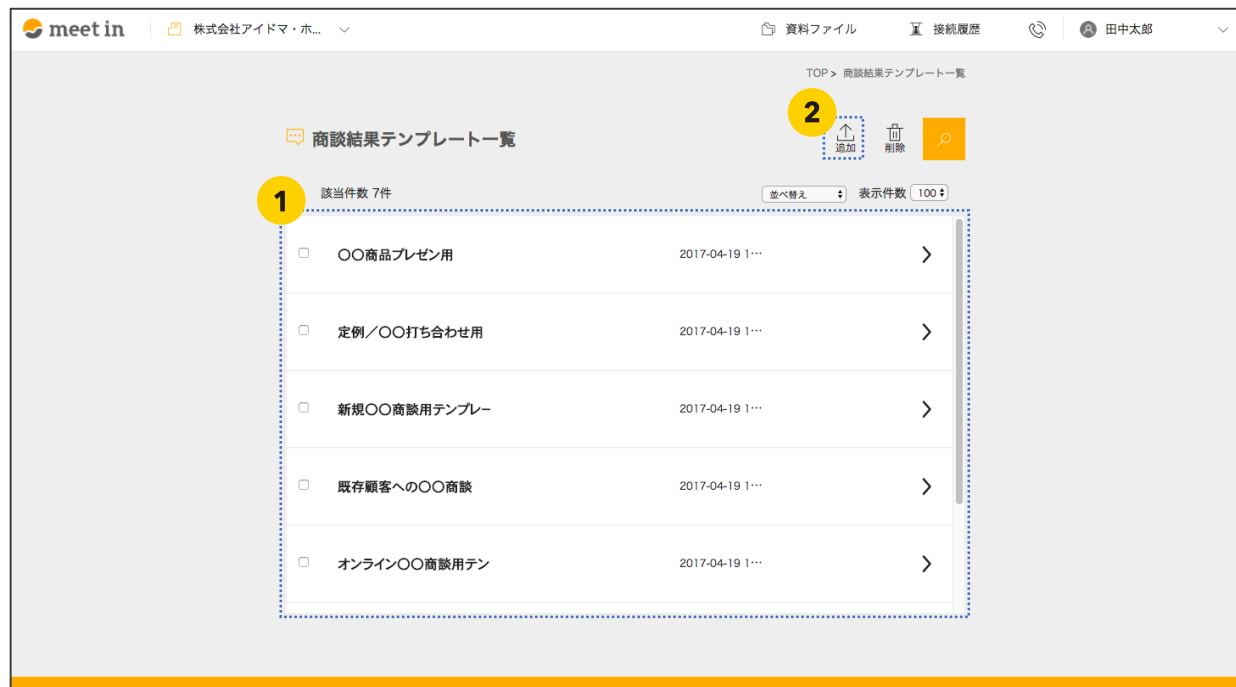 meet in 株式会社アイドマ・ホ... 資料ファイル 接続履歴 田中太郎
TOP > 商談結果テンプレート一覧
2
商談結果テンプレート一覧
追加 削除
1
該当件数 7件 並べ替え 表示件数 100
〇〇商品プレゼン用 2017-04-19 1…
定例／〇〇打ち合わせ用 2017-04-19 1…
新規〇〇商談用テンプレー 2017-04-19 1…
既存顧客への〇〇商談 2017-04-19 1…
オンライン〇〇商談用テン 2017-04-19 1…